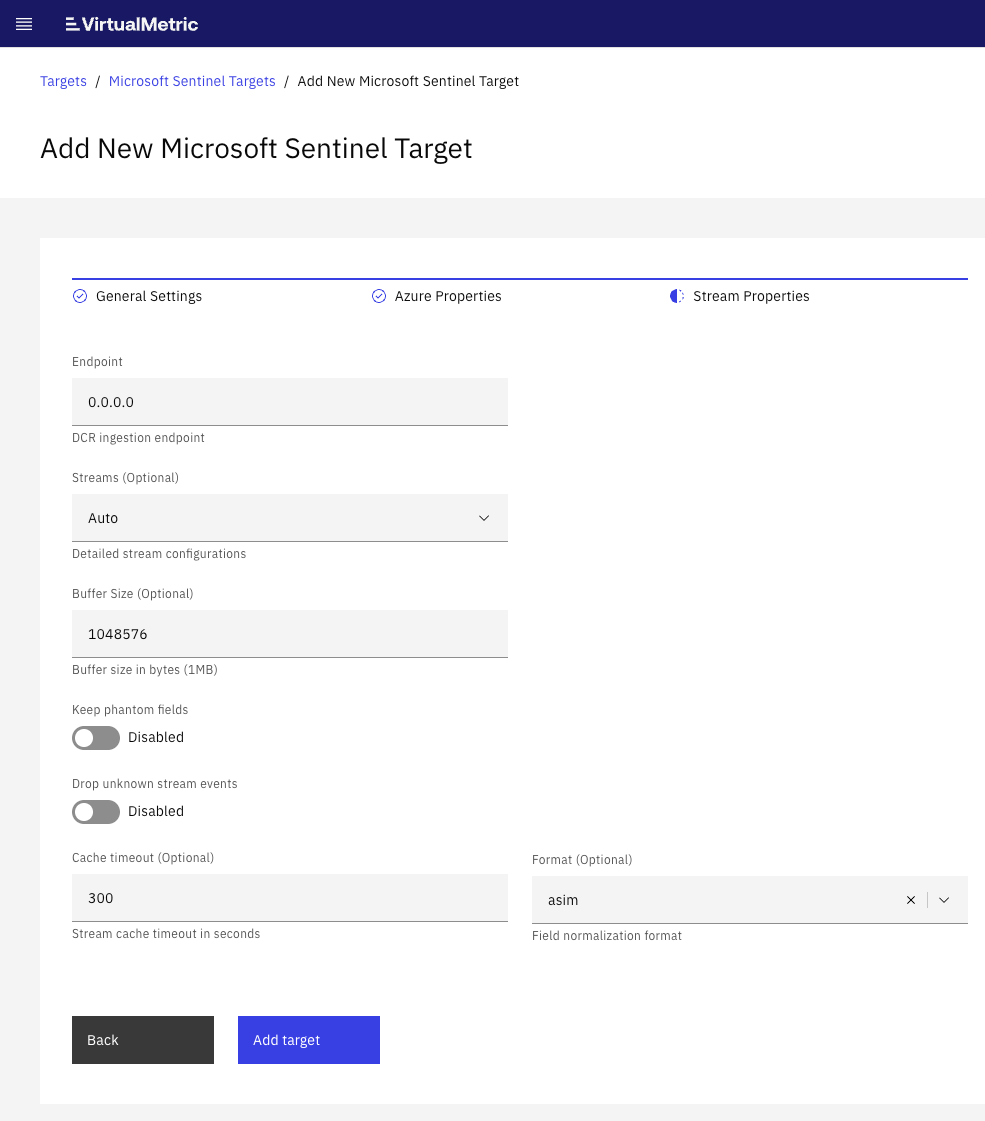 VirtualMetric
Targets / Microsoft Sentinel Targets / Add New Microsoft Sentinel Target
Add New Microsoft Sentinel Target
General Settings Azure Properties Stream Properties
Endpoint
0.0.0.0
DCR ingestion endpoint
Streams (Optional)
Auto
Detailed stream configurations
Buffer Size (Optional)
1048576
Buffer size in bytes (1MB)
Keep phantom fields
Disabled
Drop unknown stream events
Disabled
Cache timeout (Optional)
300
Stream cache timeout in seconds
Format (Optional)
asim
Field normalization format
Back Add target